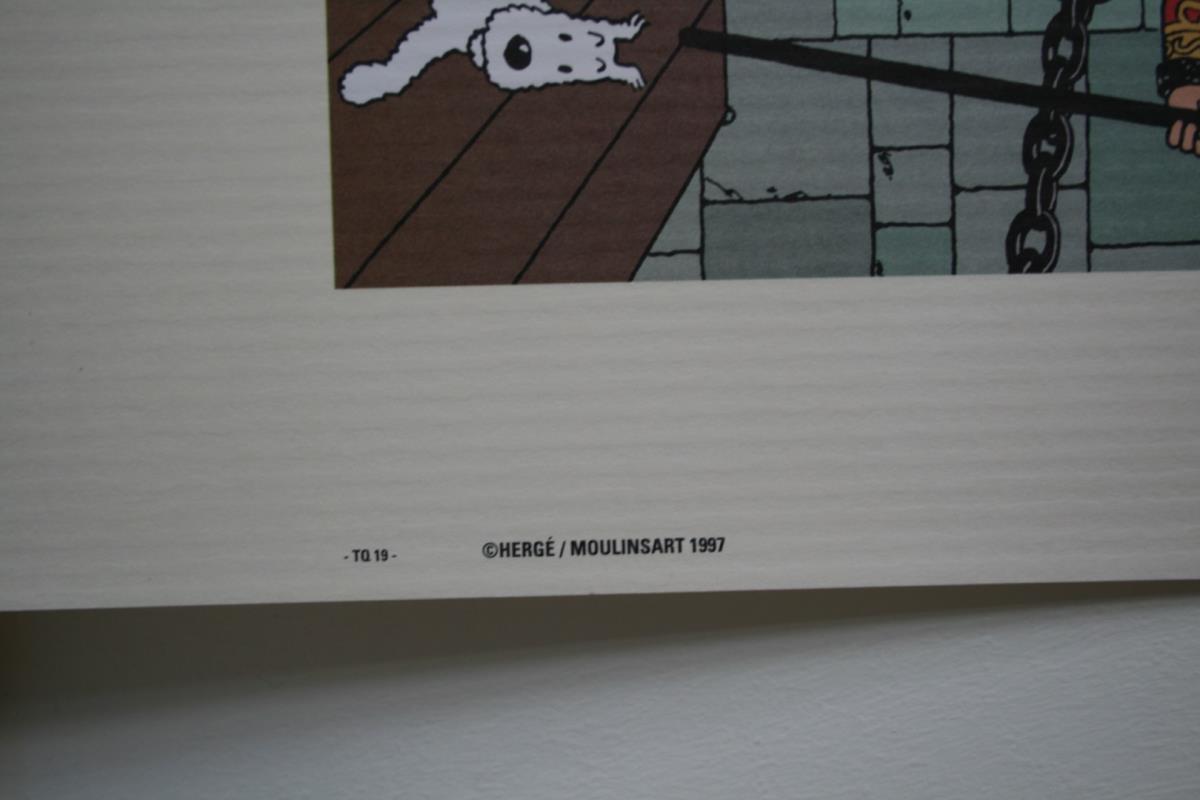 - TQ 19 -
©HERGÉ / MOULINSART 1997